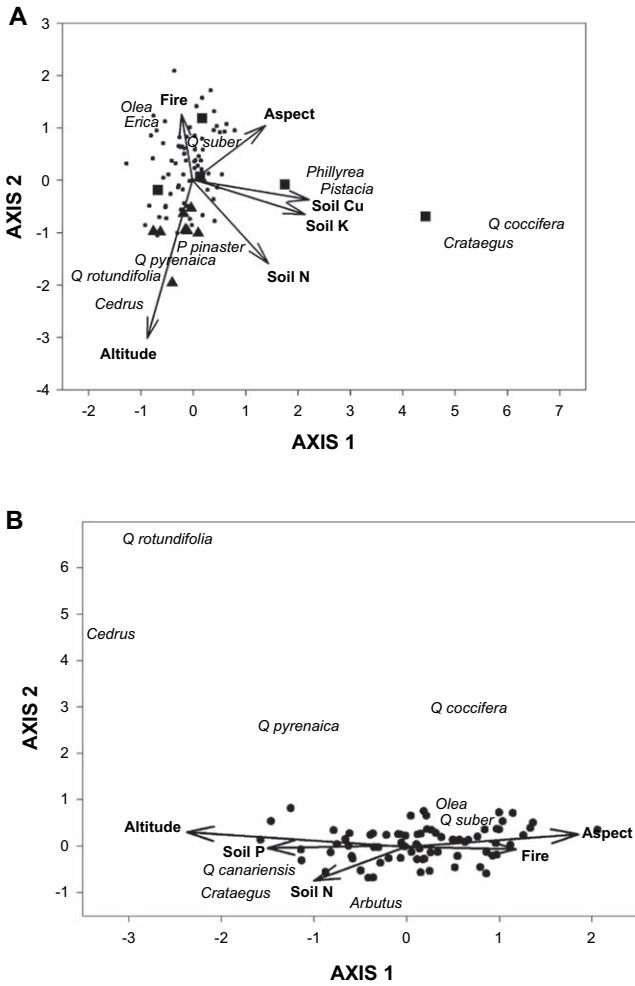 A
3
2
1
0
-1
-2
-3
-4
AXIS 2
Olea
Erica
Fire
Aspect
Q suber
Phillyrea
Pistacia
Soil Cu
Soil K
Q coccifera
Crataegus
P pinaster
Q pyrenaica
Q rotundifolia
Soil N
Cedrus
Altitude
-2 -1 0 1 2 3 4 5 6 7
AXIS 1
B
6
5
4
3
2
1
0
-1
AXIS 2
Q rotundifolia
Cedrus
Q pyrenaica
Q coccifera
Olea
Q suber
Altitude
Aspect
Soil P
Fire
Q canariensis
Crataegus
Soil N
Arbutus
-3 -2 -1 0 1 2
AXIS 1